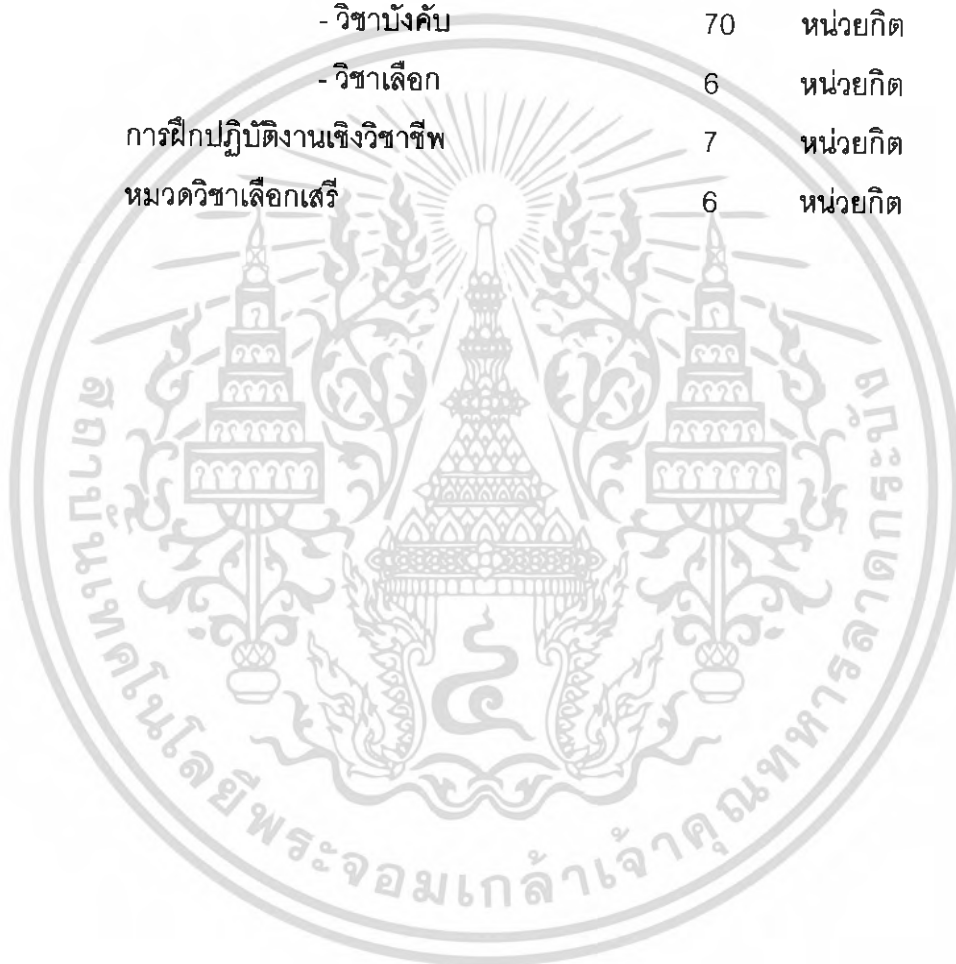 - วิชาบังคับ 70 หน่วยกิต
- วิชาเลือก 6 หน่วยกิต
การฝึกปฏิบัติงานเชิงวิชาชีพ 7 หน่วยกิต
หมวดวิชาเลือกเสรี 6 หน่วยกิต
สถาบันเทคโนโลยีพระจอมเกล้าเจ้าคุณทหารลาดกระบัง